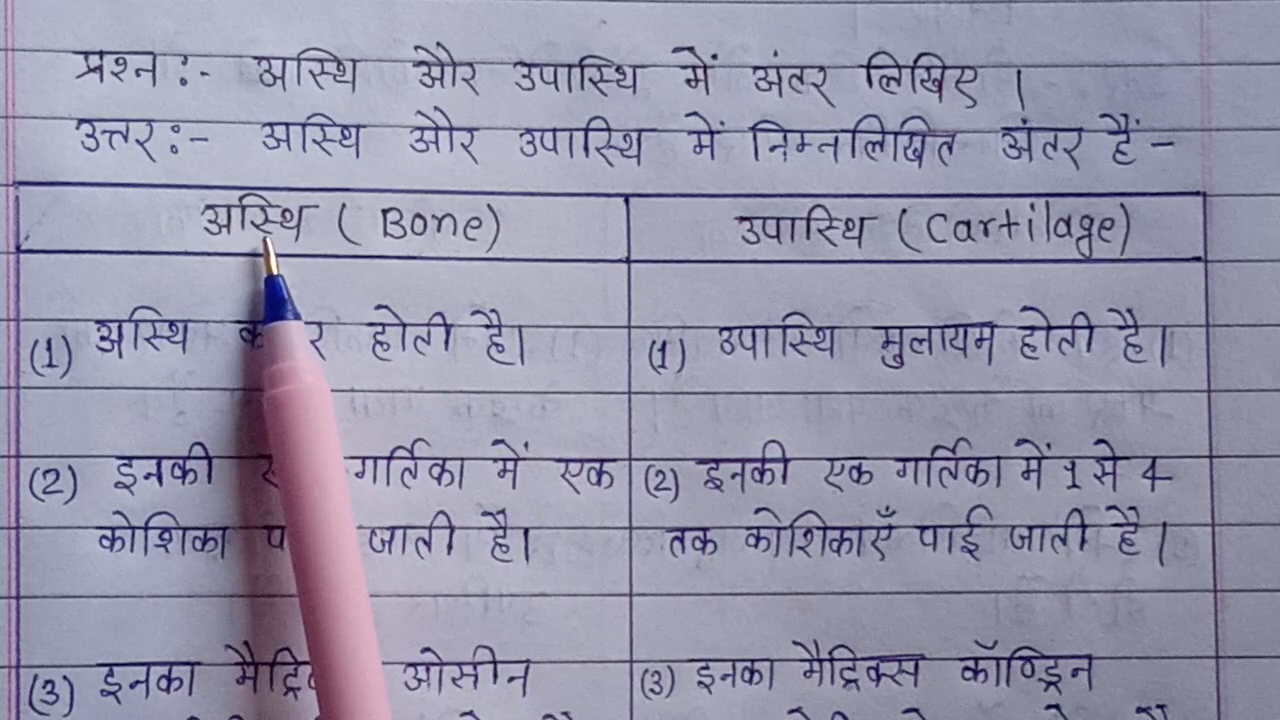 प्रश्न:- अस्थि और उपास्थि में अंतर लिखिए।
उत्तर:- अस्थि और उपास्थि में निम्नलिखित अंतर हैं-
अस्थि (Bone)
उपास्थि (Cartilage)
(1) अस्थि होती है।
(1) उपास्थि मुलायम होती है।
(2) इनकी गर्तिका में एक
कोशिका जाती है।
(2) इनकी एक गर्तिका में 1 से 4
तक कोशिकाएँ पाई जाती है।
(3) इनका ओसीन
(3) इनका मैट्रिक्स कॉण्ड्रिन